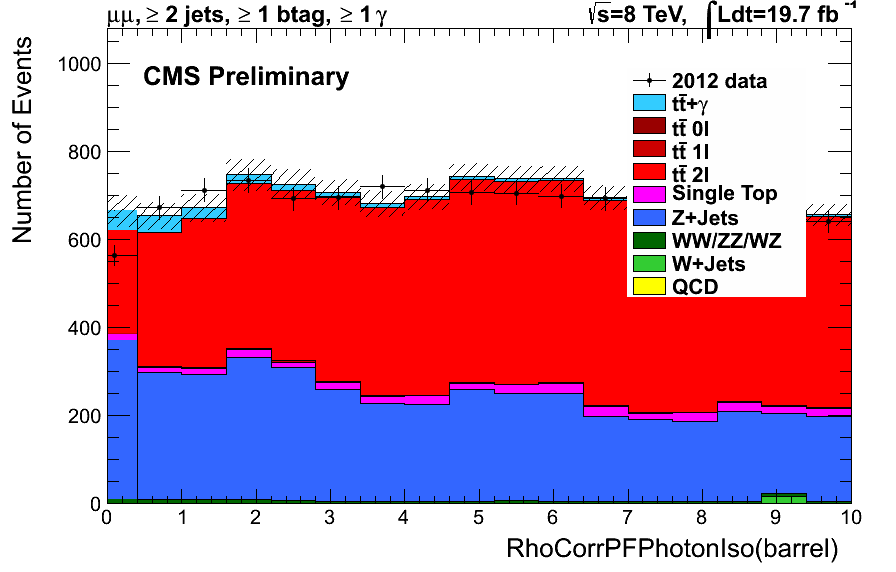 μμ, ≥ 2 jets, ≥ 1 btag, ≥ 1 γ
√s=8 TeV, ∫Ldt=19.7 fb⁻¹
CMS Preliminary
2012 data
tt̄+γ
tt̄ 0l
tt̄ 1l
tt̄ 2l
Single Top
Z+Jets
WW/ZZ/WZ
W+Jets
QCD
Number of Events
1000
800
600
400
200
0
0 1 2 3 4 5 6 7 8 9 10
RhoCorrPFPhotonIso(barrel)